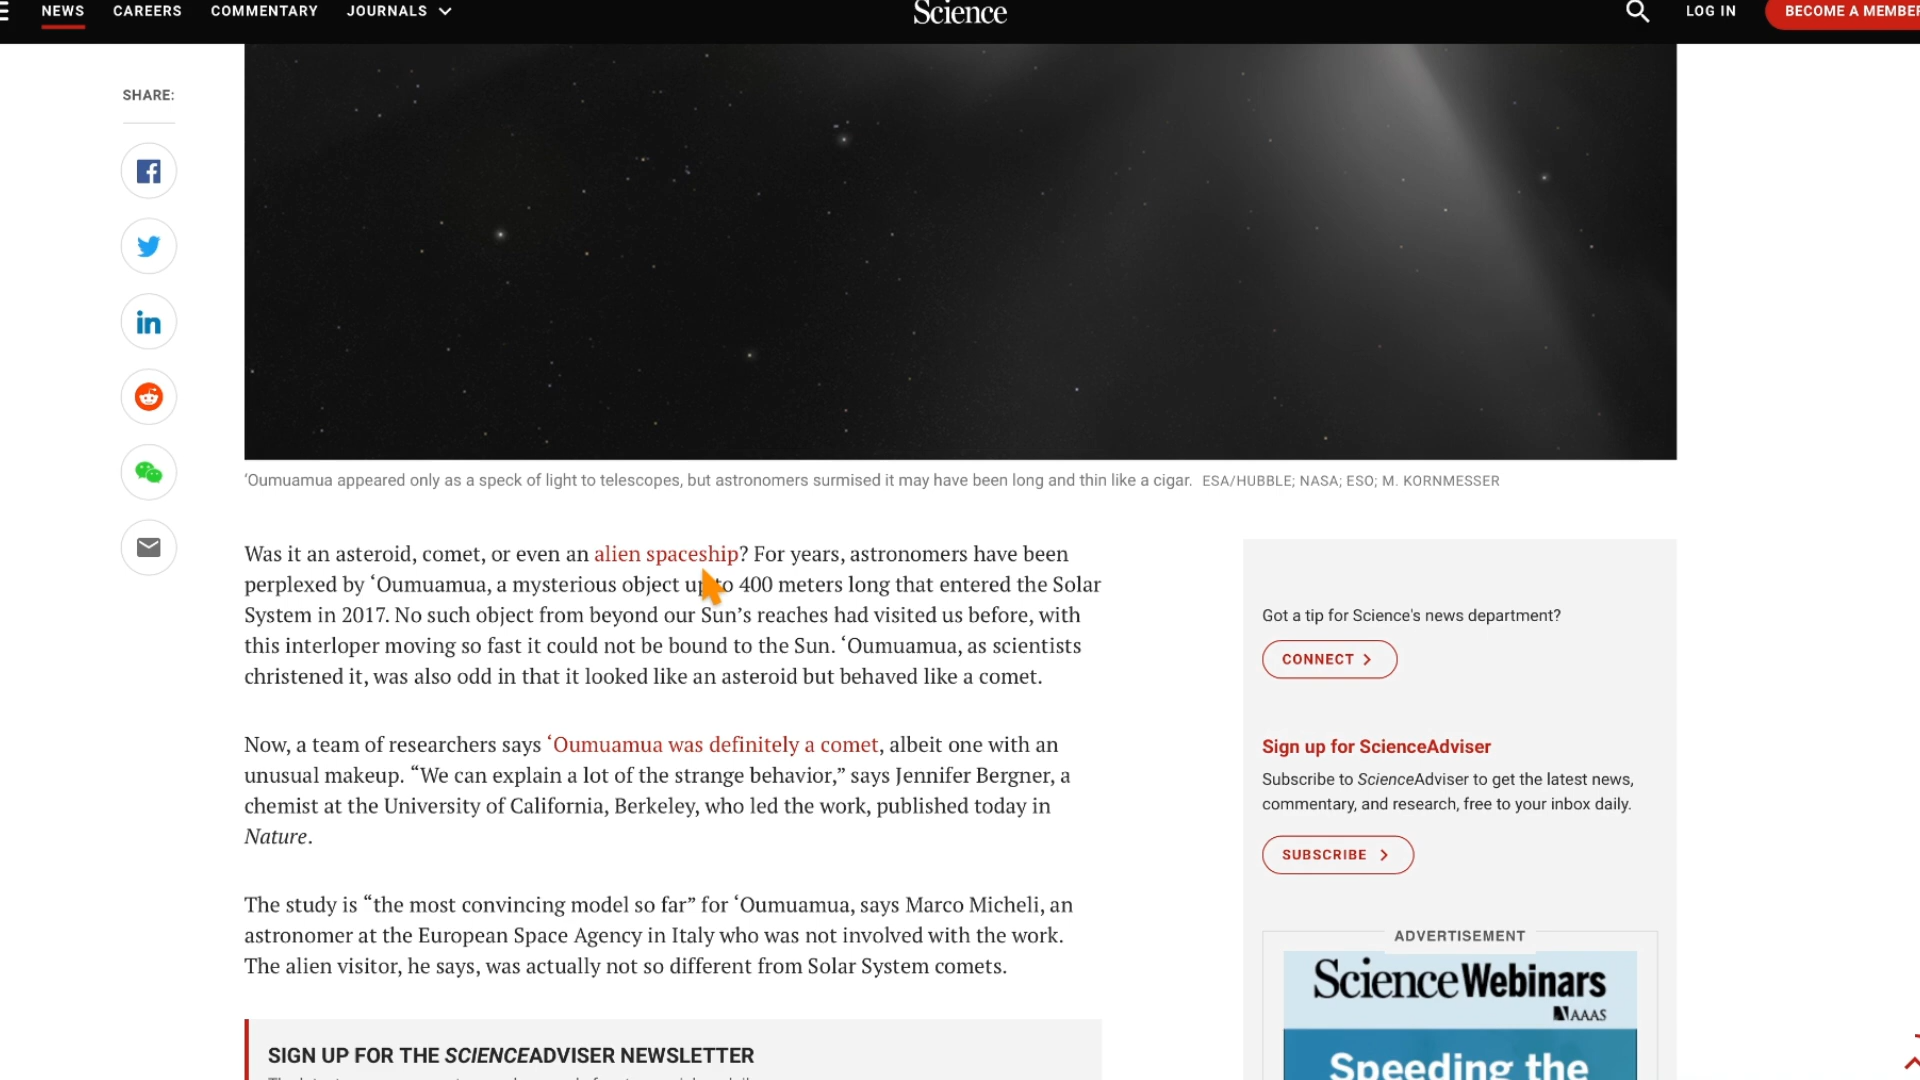 NEWS
CAREERS
COMMENTARY
JOURNALS
Science
LOG IN
BECOME A MEMBER
SHARE:
‘Oumuamua appeared only as a speck of light to telescopes, but astronomers surmised it may have been long and thin like a cigar. ESA/HUBBLE; NASA; ESO; M. KORNMESSER
Was it an asteroid, comet, or even an alien spaceship? For years, astronomers have been
perplexed by ‘Oumuamua, a mysterious object up to 400 meters long that entered the Solar
System in 2017. No such object from beyond our Sun’s reaches had visited us before, with
this interloper moving so fast it could not be bound to the Sun. ‘Oumuamua, as scientists
christened it, was also odd in that it looked like an asteroid but behaved like a comet.
Now, a team of researchers says ‘Oumuamua was definitely a comet, albeit one with an
unusual makeup. “We can explain a lot of the strange behavior,” says Jennifer Bergner, a
chemist at the University of California, Berkeley, who led the work, published today in
Nature.
The study is “the most convincing model so far” for ‘Oumuamua, says Marco Micheli, an
astronomer at the European Space Agency in Italy who was not involved with the work.
The alien visitor, he says, was actually not so different from Solar System comets.
SIGN UP FOR THE SCIENCEADVISER NEWSLETTER
Got a tip for Science's news department?
CONNECT
Sign up for ScienceAdviser
Subscribe to ScienceAdviser to get the latest news,
commentary, and research, free to your inbox daily.
SUBSCRIBE
ADVERTISEMENT
Science Webinars
AAAS
Speeding the